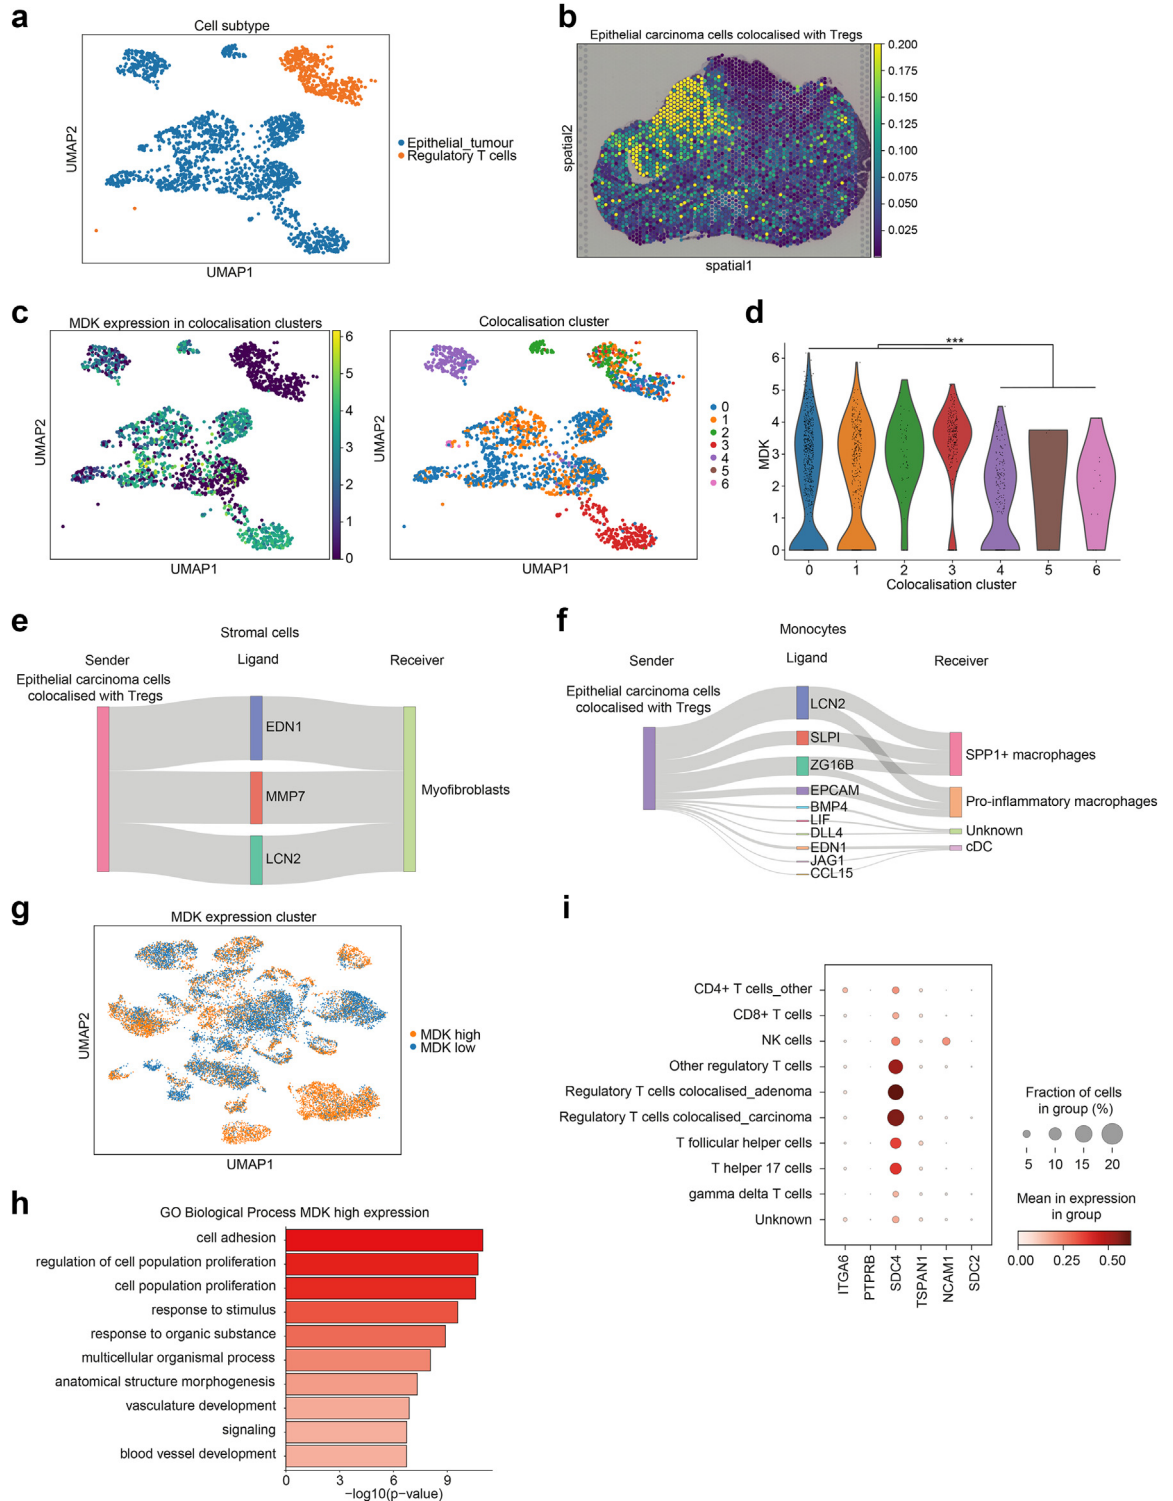 a
Cell subtype
UMAP2
UMAP1
Epithelial_tumour
Regulatory T cells
b
Epithelial carcinoma cells colocalised with Tregs
spatial2
spatial1
0.200
0.175
0.150
0.125
0.100
0.075
0.050
0.025
c
MDK expression in colocalisation clusters
UMAP2
UMAP1
6
5
4
3
2
1
0
Colocalisation cluster
UMAP2
UMAP1
0
1
2
3
4
5
6
d
***
MDK
6
5
4
3
2
1
0
0 1 2 3 4 5 6
Colocalisation cluster
e
Stromal cells
Sender Ligand Receiver
Epithelial carcinoma cells
colocalised with Tregs
EDN1
MMP7
LCN2
Myofibroblasts
f
Monocytes
Sender Ligand Receiver
Epithelial carcinoma cells
colocalised with Tregs
LCN2
SLPI
ZG16B
EPCAM
BMP4
LIF
DLL4
EDN1
JAG1
CCL15
SPP1+ macrophages
Pro-inflammatory macrophages
Unknown
cDC
g
MDK expression cluster
UMAP2
UMAP1
MDK high
MDK low
h
GO Biological Process MDK high expression
cell adhesion
regulation of cell population proliferation
cell population proliferation
response to stimulus
response to organic substance
multicellular organismal process
anatomical structure morphogenesis
vasculature development
signaling
blood vessel development
0 3 6 9
−log10(p−value)
i
CD4+ T cells_other
CD8+ T cells
NK cells
Other regulatory T cells
Regulatory T cells colocalised_adenoma
Regulatory T cells colocalised_carcinoma
T follicular helper cells
T helper 17 cells
gamma delta T cells
Unknown
ITGA6
PTPRB
SDC4
TSPAN1
NCAM1
SDC2
Fraction of cells
in group (%)
5 10 15 20
Mean in expression
in group
0.00 0.25 0.50